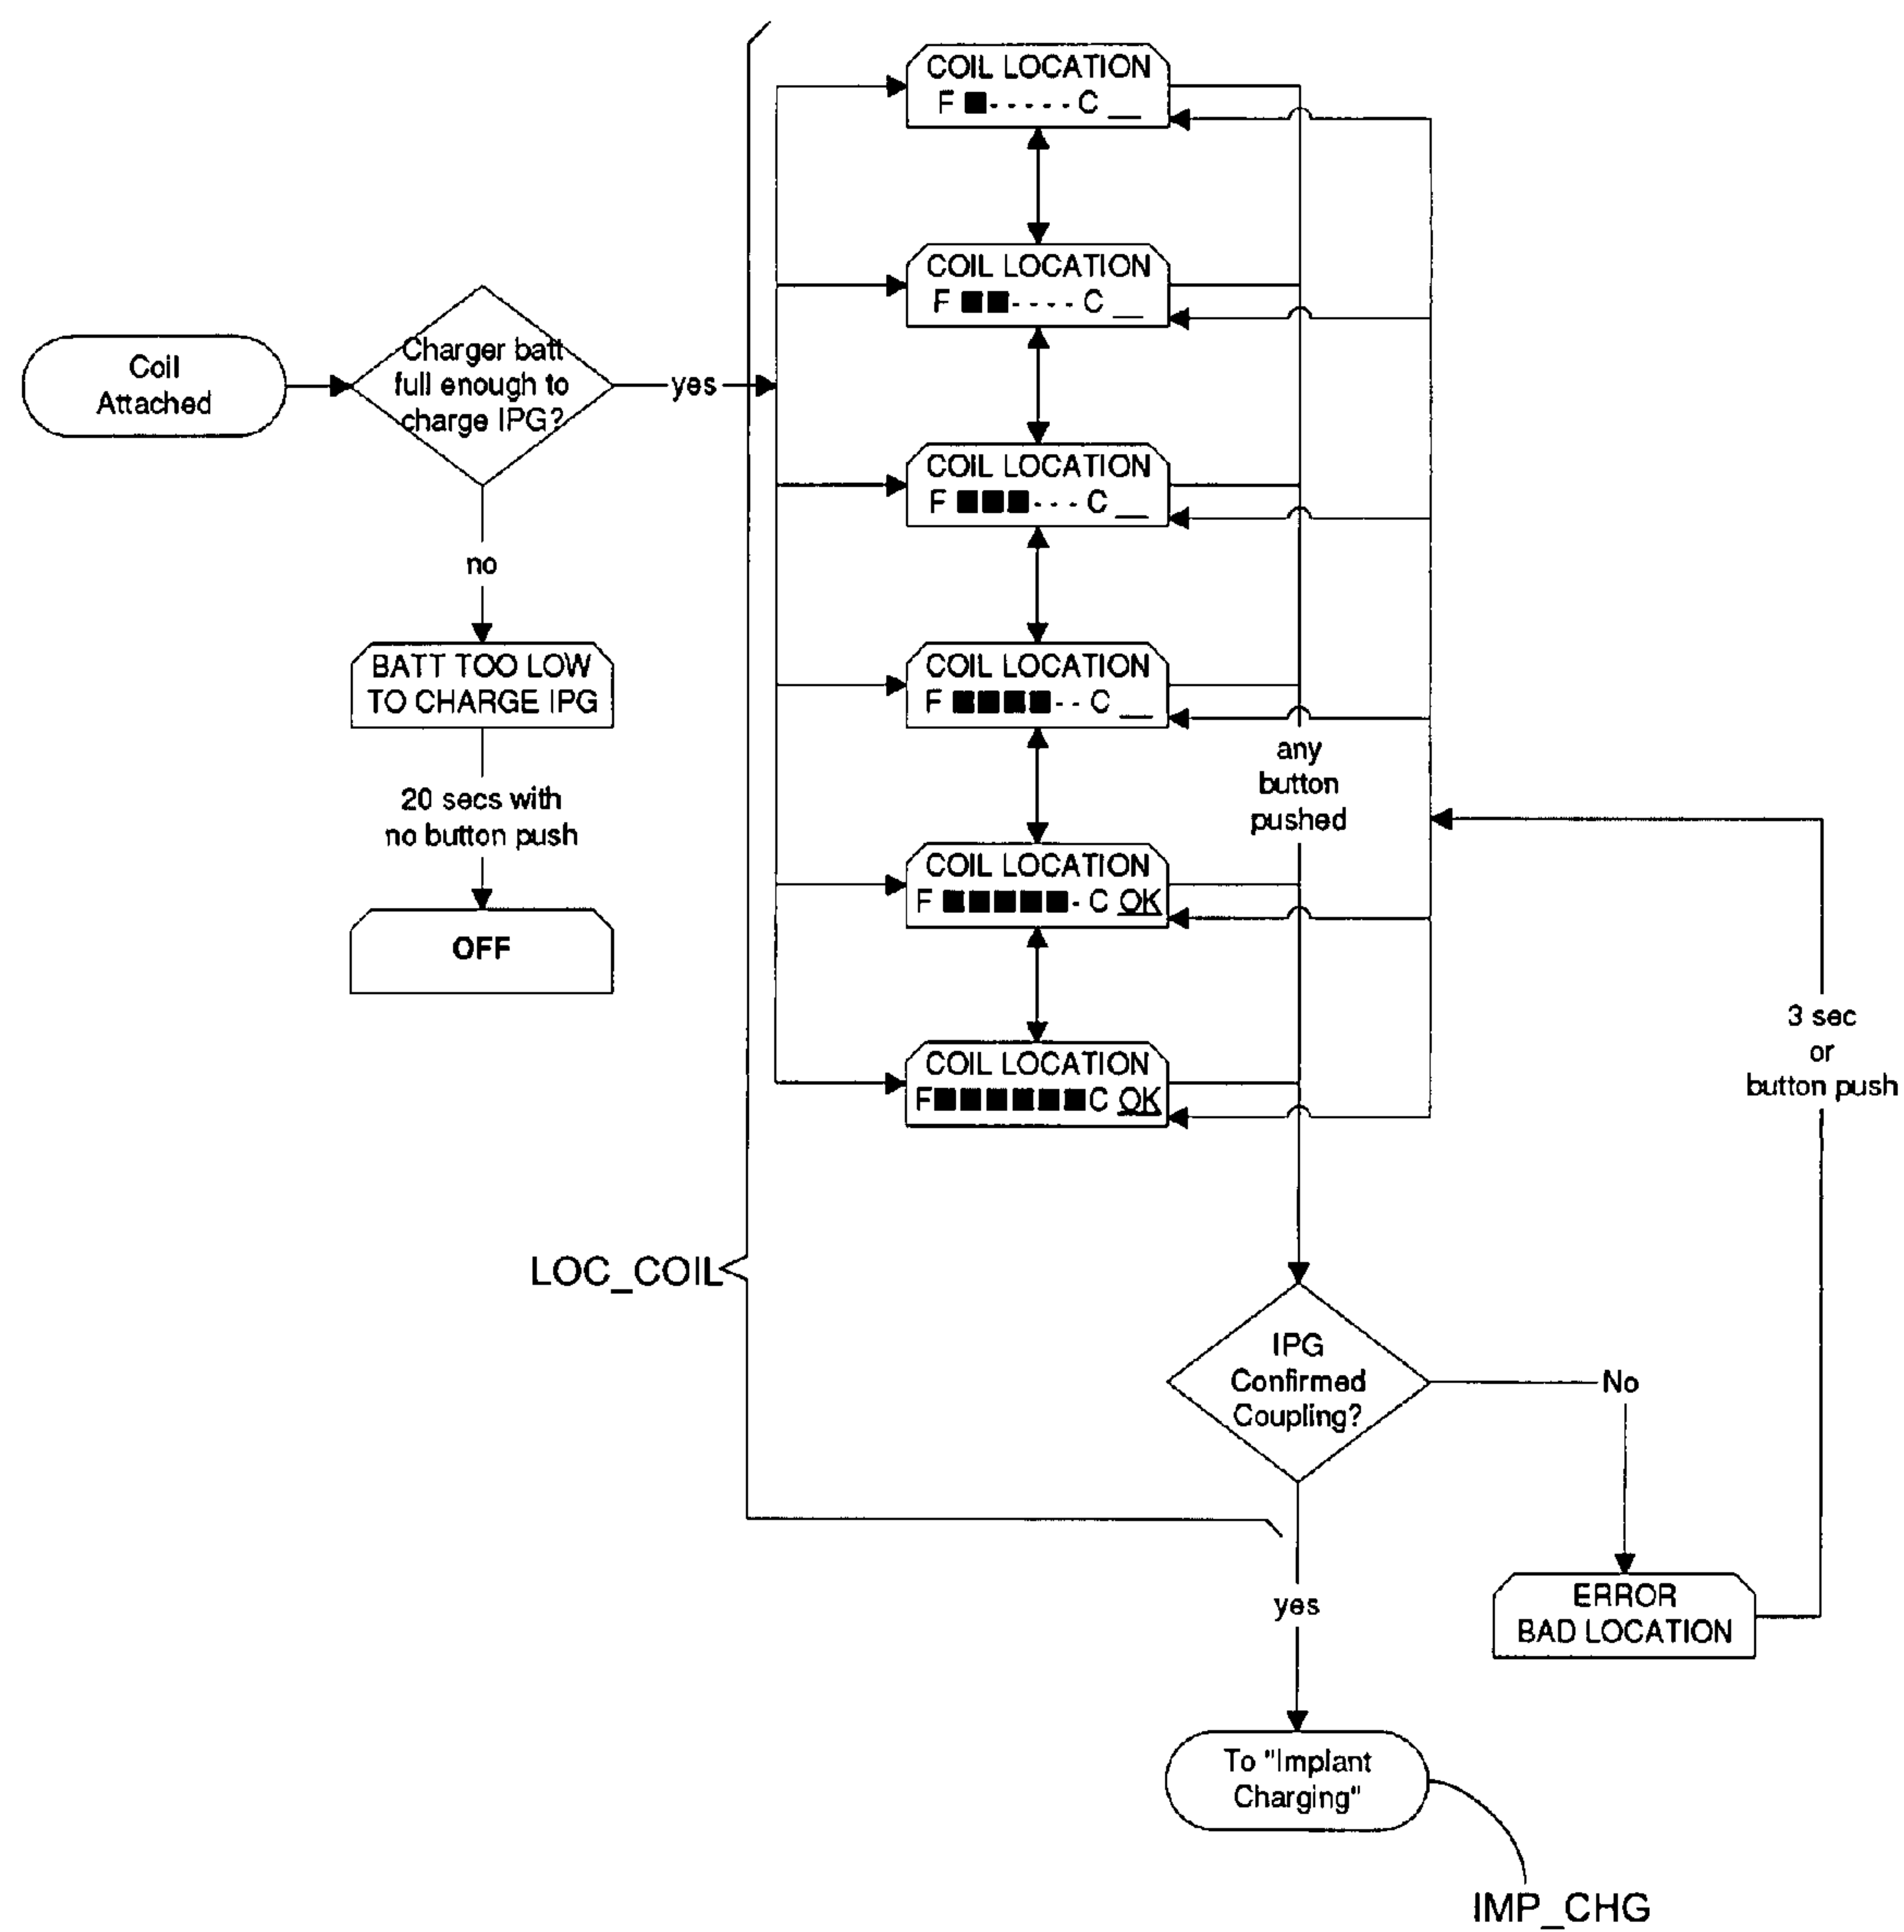 COIL LOCATION
F ■----- C __
COIL LOCATION
F ■■---- C __
Coil
Attached
Charger batt
full enough to
charge IPG?
yes
COIL LOCATION
F ■■■--- C __
no
BATT TOO LOW
TO CHARGE IPG
COIL LOCATION
F ■■■■-- C __
any
button
pushed
20 secs with
no button push
COIL LOCATION
F ■■■■■- C OK
OFF
3 sec
or
button push
COIL LOCATION
F■■■■■■C OK
LOC_COIL
IPG
Confirmed
Coupling?
No
yes
ERROR
BAD LOCATION
To "Implant
Charging"
IMP_CHG